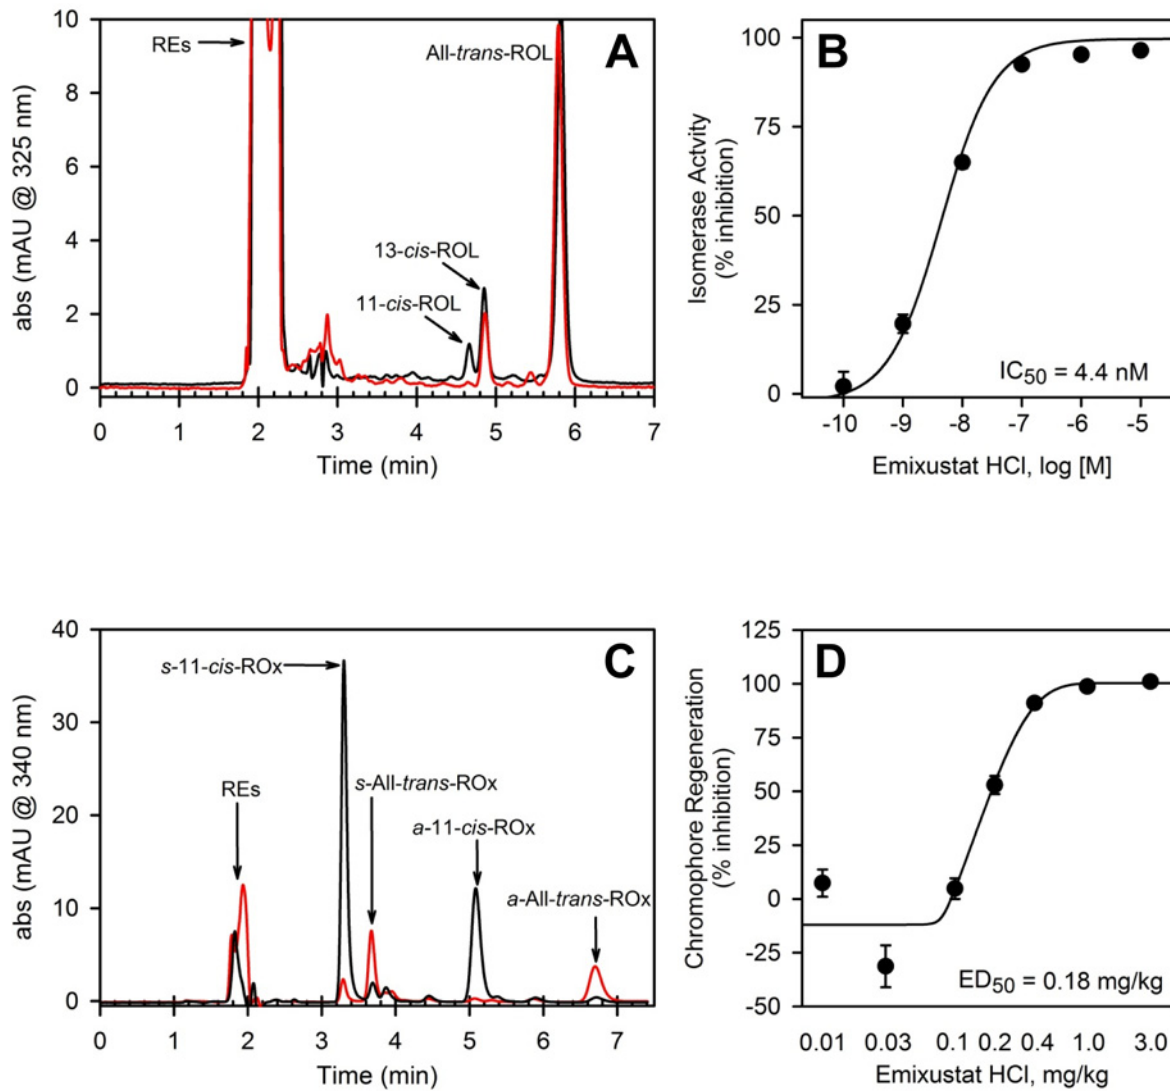 A
abs (mAU @ 325 nm)
10
8
6
4
2
0
REs
All-trans-ROL
13-cis-ROL
11-cis-ROL
0 1 2 3 4 5 6 7
Time (min)
B
Isomerase Actvity
(% inhibition)
100
75
50
25
0
IC50 = 4.4 nM
-10 -9 -8 -7 -6 -5
Emixustat HCl, log [M]
C
abs (mAU @ 340 nm)
40
30
20
10
0
s-11-cis-ROx
REs
s-All-trans-ROx
a-11-cis-ROx
a-All-trans-ROx
0 1 2 3 4 5 6 7
Time (min)
D
Chromophore Regeneration
(% inhibition)
125
100
75
50
25
0
-25
-50
ED50 = 0.18 mg/kg
0.01 0.03 0.1 0.2 0.4 1.0 3.0
Emixustat HCl, mg/kg